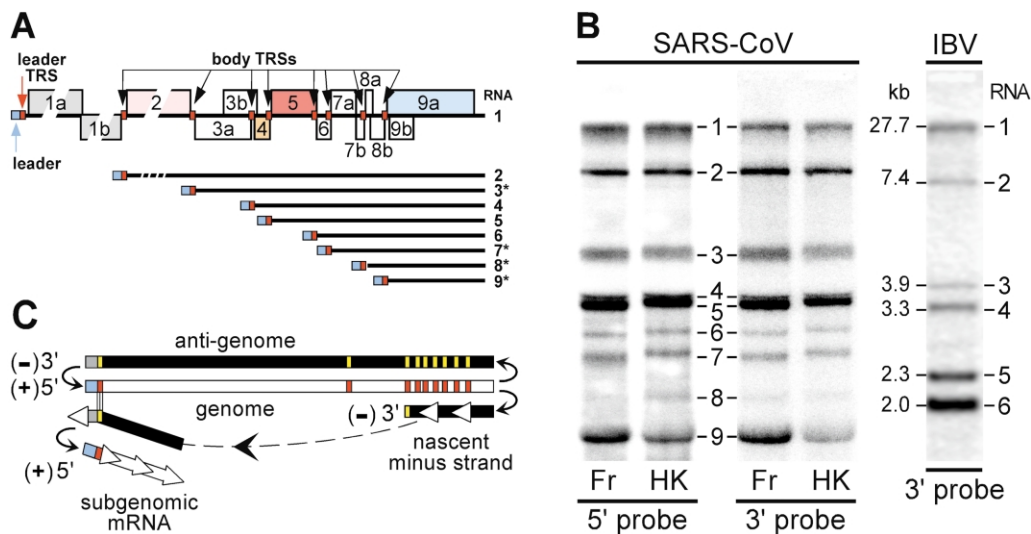 A
leader
TRS
body TRSs
8a
1a
2
3b
5
7a
9a
RNA
1
1b
3a
4
6
9b
7b
8b
leader
2
3*
4
5
6
7*
8*
9*
B
SARS-CoV
IBV
kb
RNA
1
27.7
1
2
7.4
2
3
3.9
3
4
3.3
4
5
6
7
2.3
5
8
2.0
6
9
Fr HK Fr HK
5' probe 3' probe
3' probe
C
anti-genome
(−)3'
(+)5'
genome
(−) 3'
nascent
minus strand
(+)5'
subgenomic
mRNA